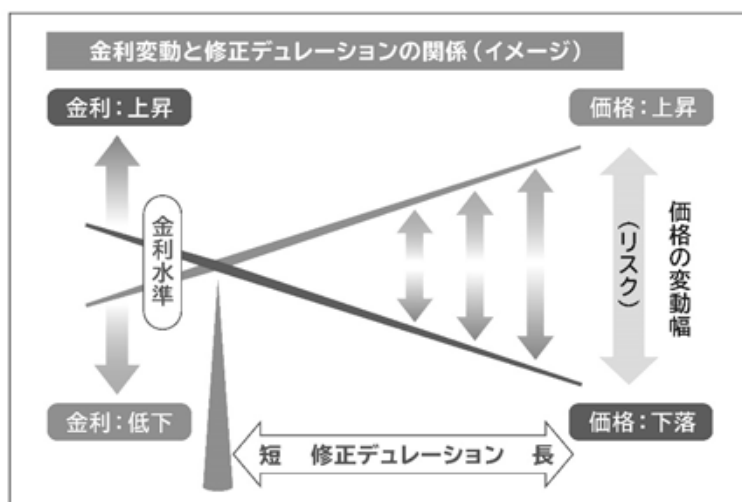 金利変動と修正デュレーションの関係（イメージ）
金利：上昇
価格：上昇
金利水準
（リスク）
価格の変動幅
金利：低下
価格：下落
短 修正デュレーション 長